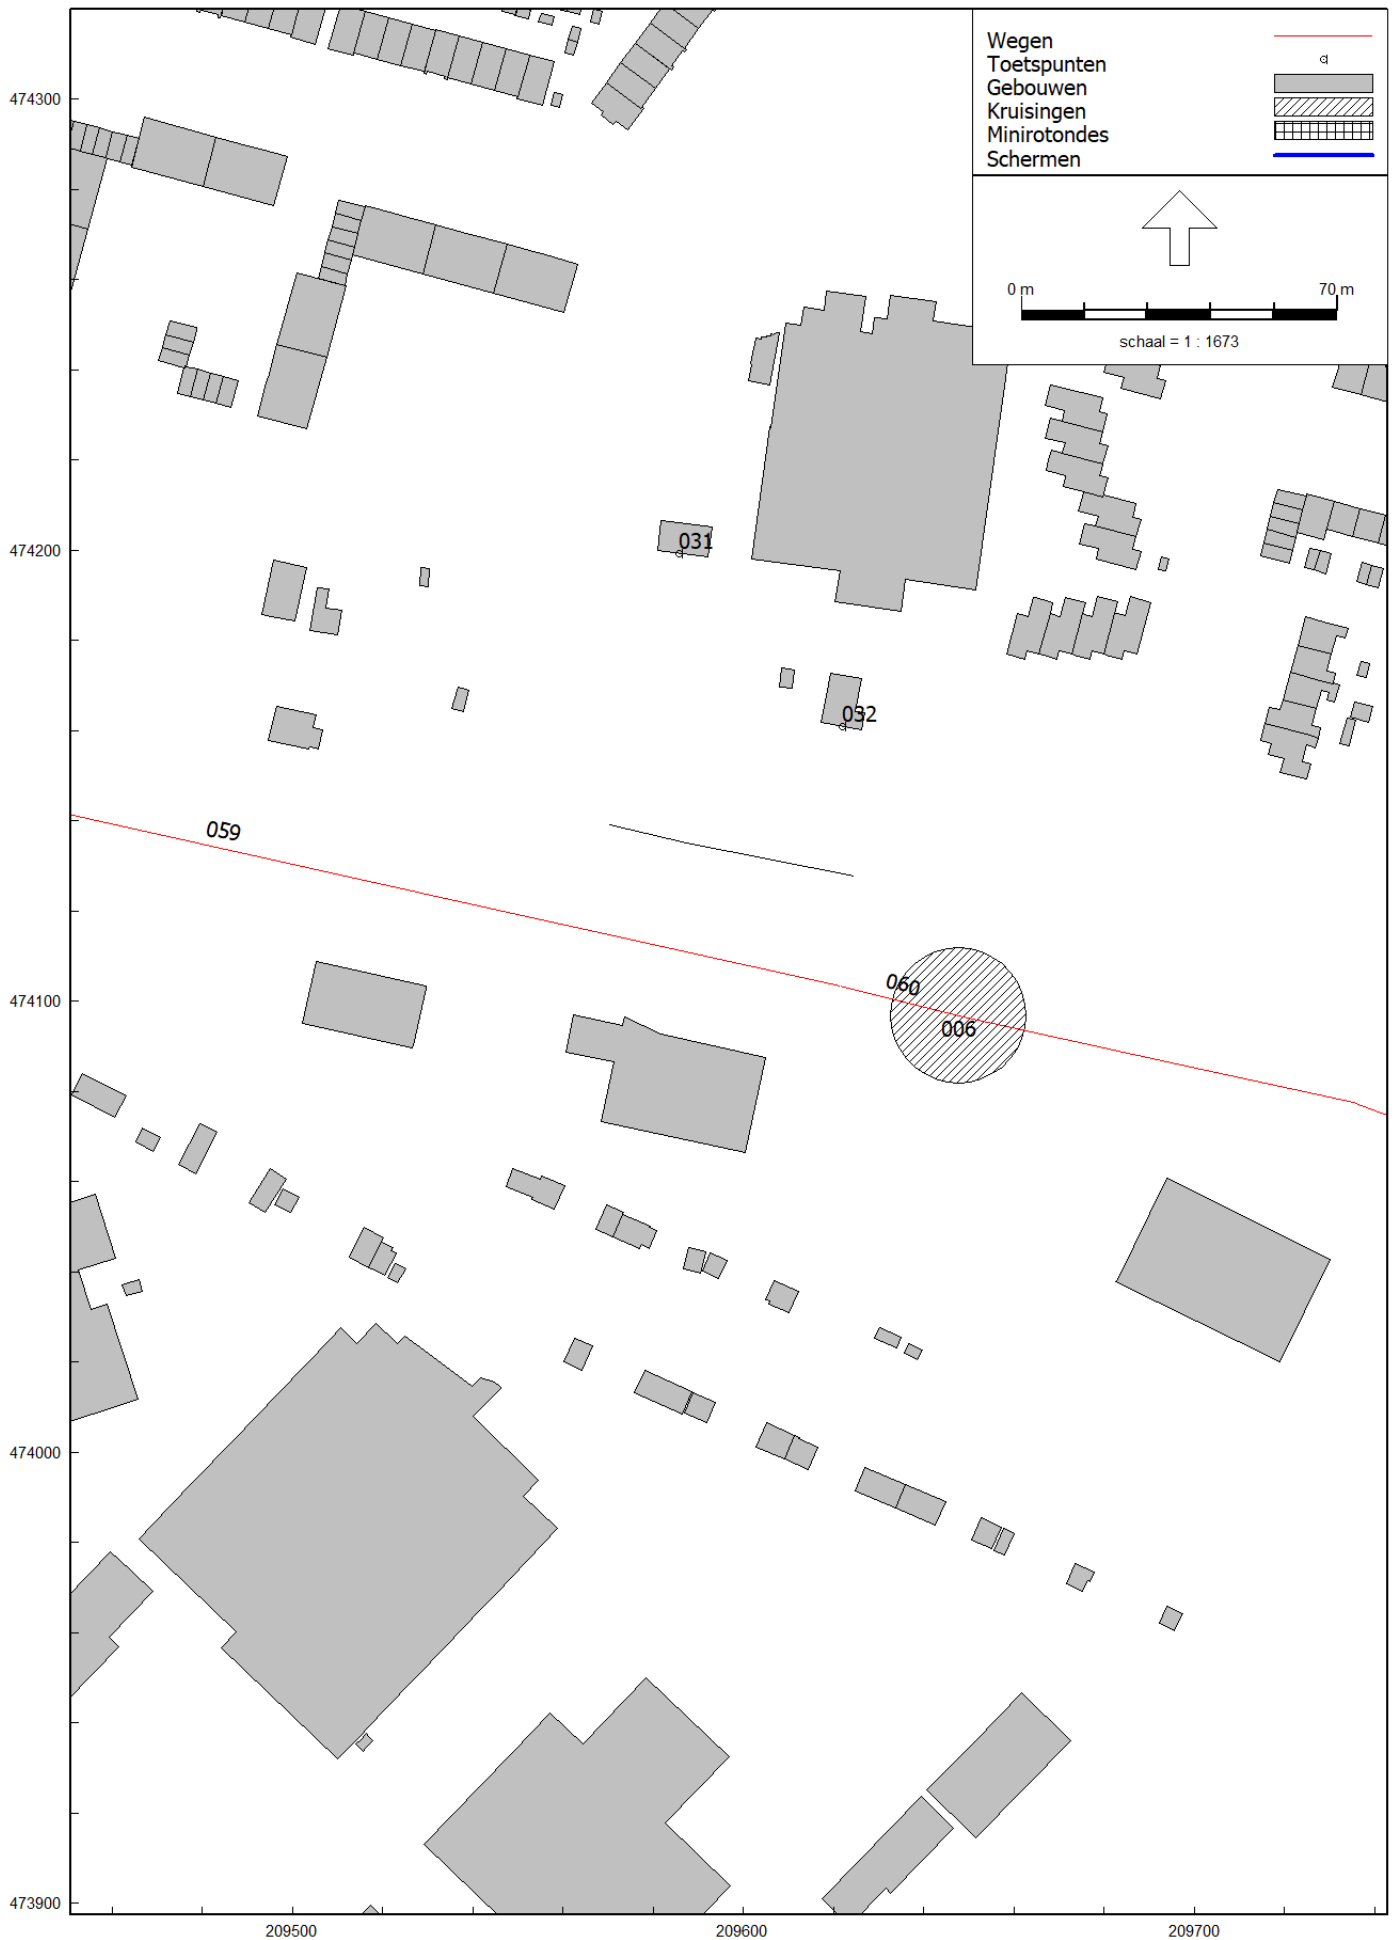 Wegen
Toetspunten
Gebouwen
Kruisingen
Minirotondes
Schermen
0 m 70 m
schaal = 1 : 1673
474300
474200
474100
474000
473900
031
032
059
060
006
209500 209600 209700